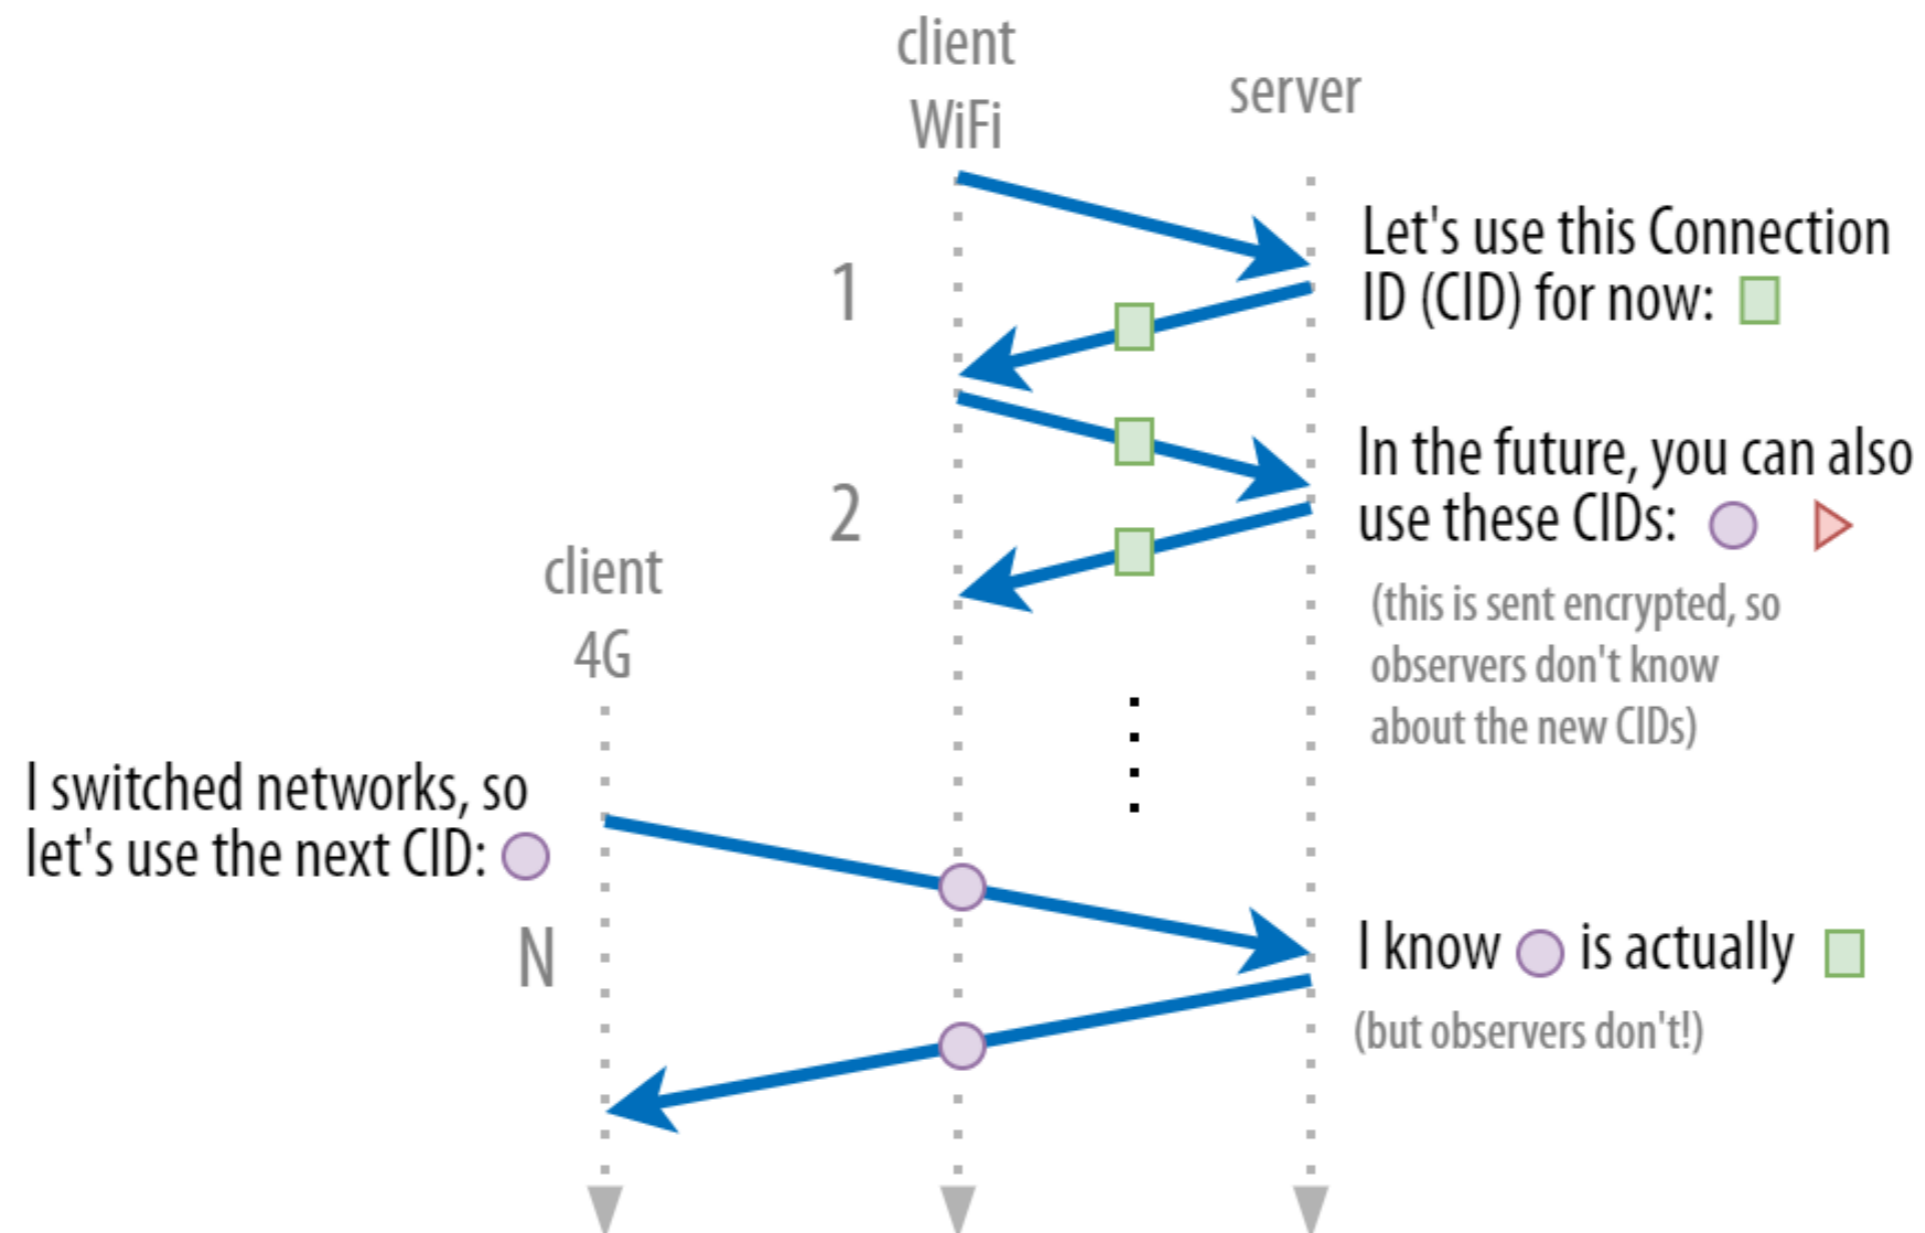 client
WiFi
server
1
Let's use this Connection
ID (CID) for now:
2
In the future, you can also
use these CIDs:
(this is sent encrypted, so
observers don't know
about the new CIDs)
client
4G
I switched networks, so
let's use the next CID:
N
I know is actually
(but observers don't!)